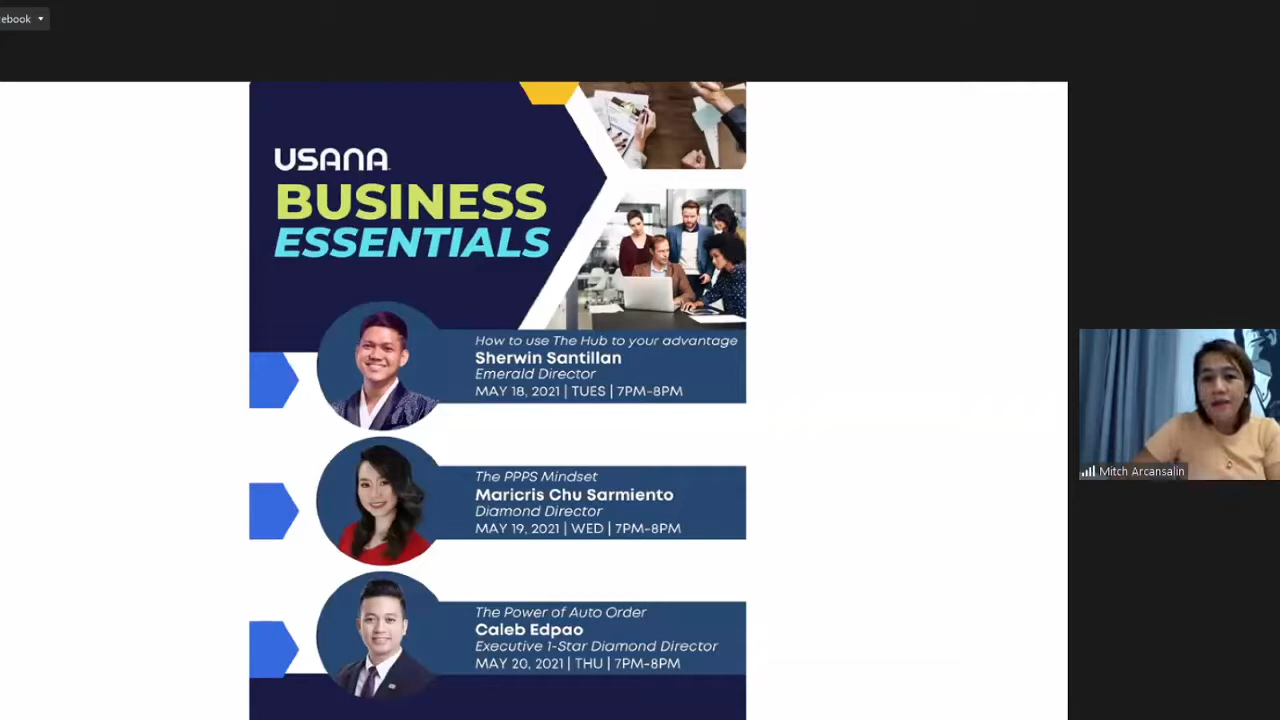 ebook
USANA
BUSINESS
ESSENTIALS
How to use The Hub to your advantage
Sherwin Santillan
Emerald Director
MAY 18, 2021 | TUES | 7PM-8PM
The PPPS Mindset
Maricris Chu Sarmiento
Diamond Director
MAY 19, 2021 | WED | 7PM-8PM
The Power of Auto Order
Caleb Edpao
Executive 1-Star Diamond Director
MAY 20, 2021 | THU | 7PM-8PM
Mitch Arcansalin